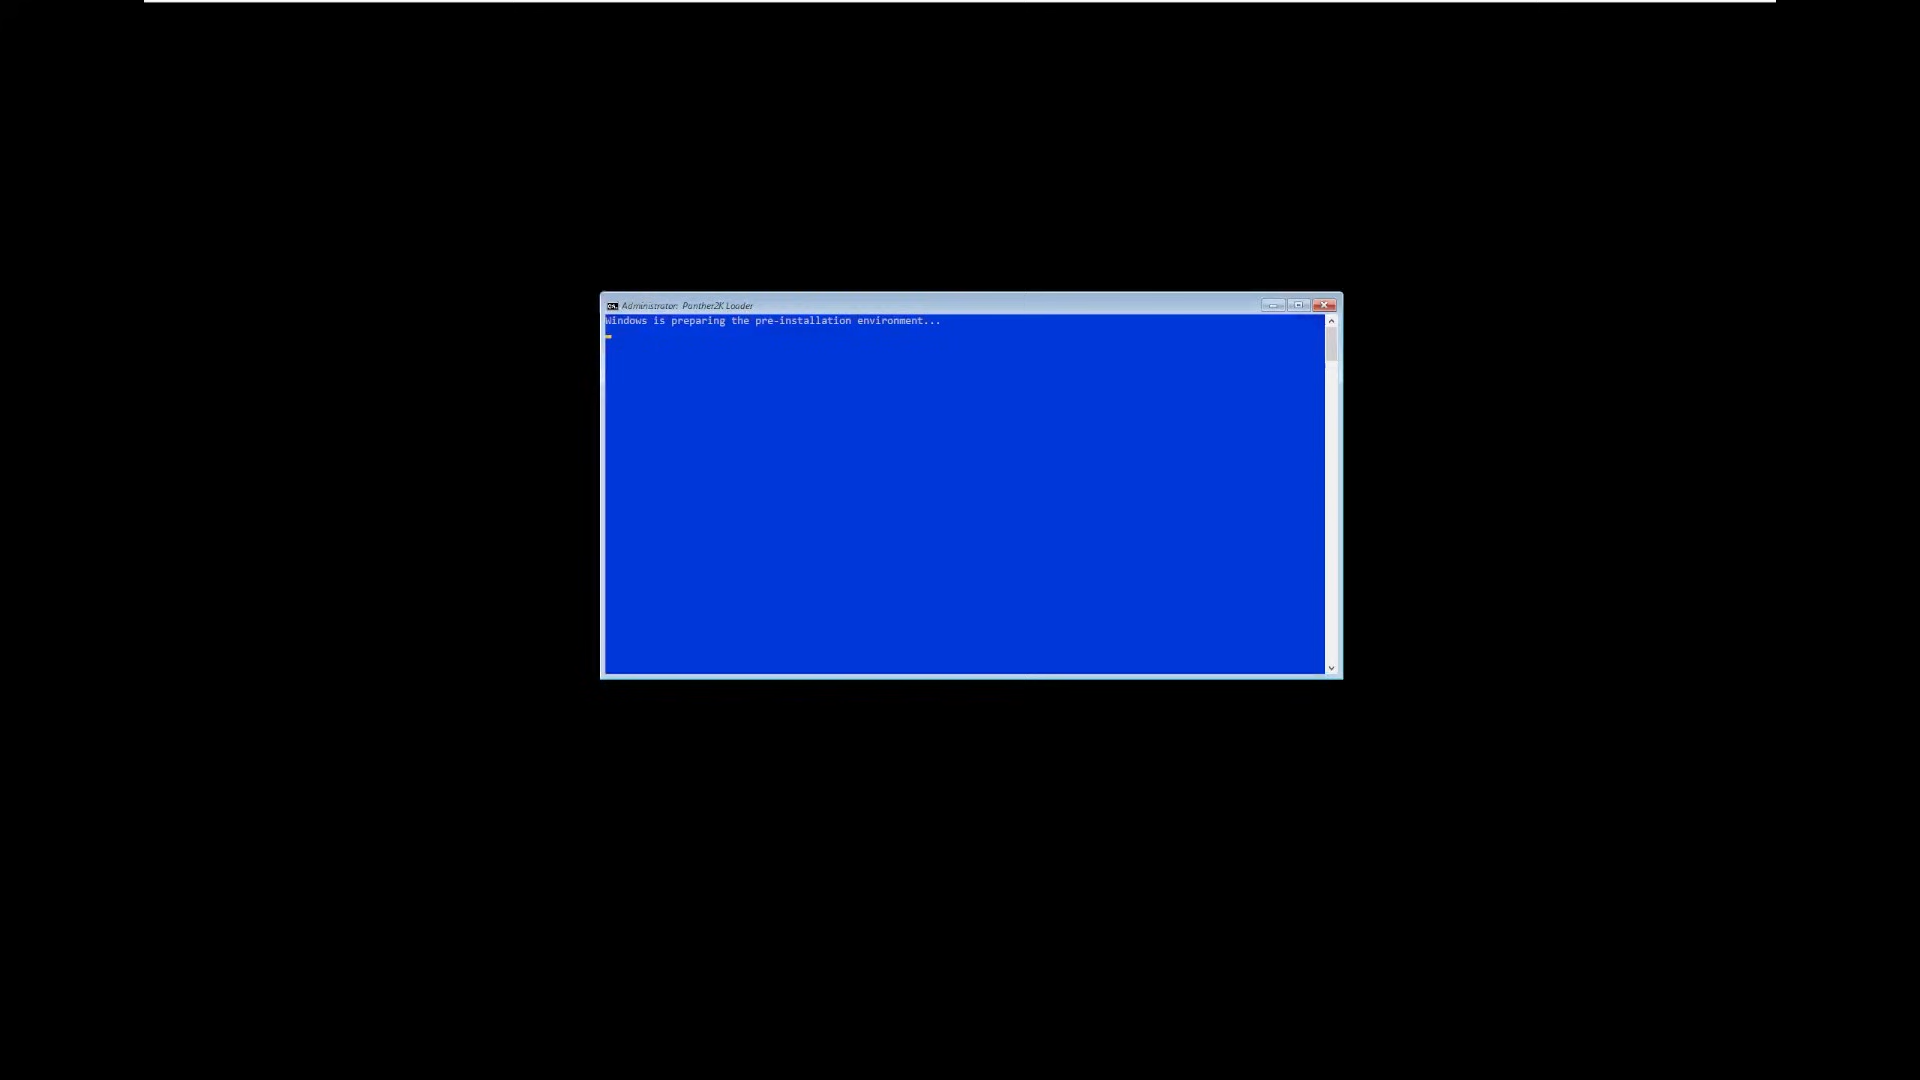 Administrator: Panther2K Loader
Windows is preparing the pre-installation environment...